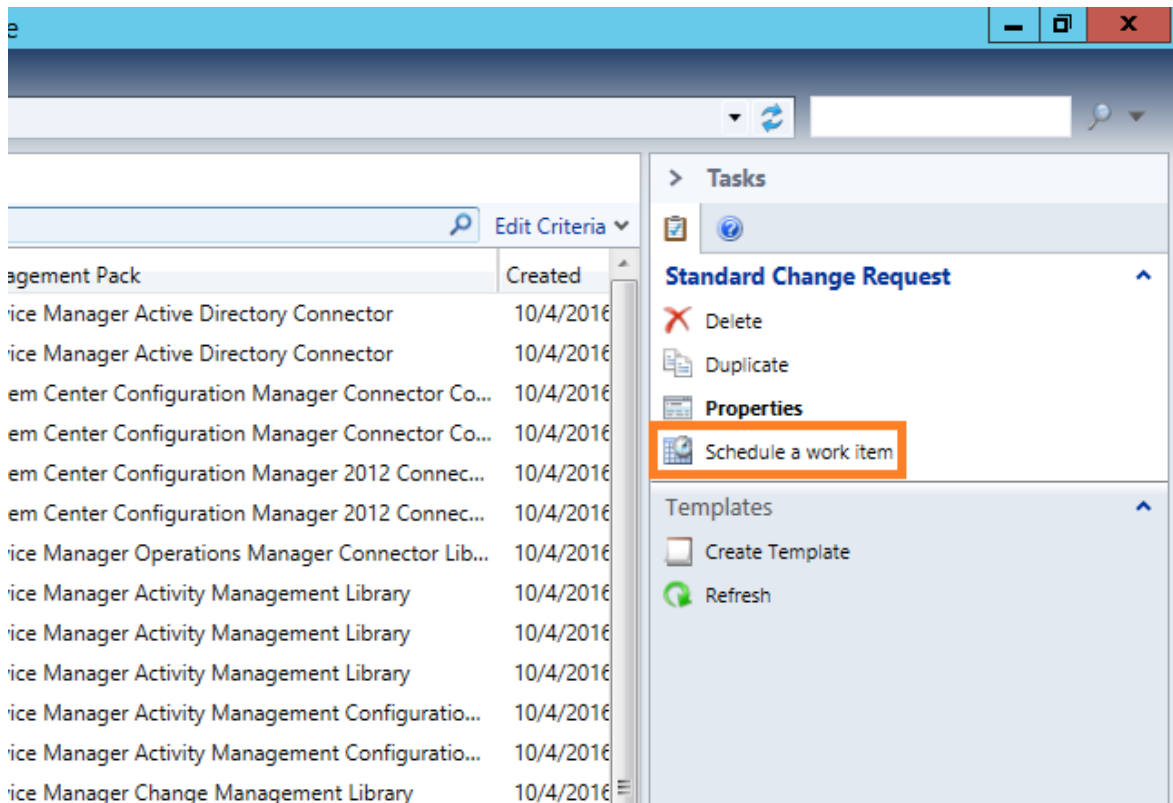 e
Edit Criteria
agement Pack Created
ice Manager Active Directory Connector 10/4/2016
ice Manager Active Directory Connector 10/4/2016
em Center Configuration Manager Connector Co... 10/4/2016
em Center Configuration Manager Connector Co... 10/4/2016
em Center Configuration Manager 2012 Connec... 10/4/2016
em Center Configuration Manager 2012 Connec... 10/4/2016
ice Manager Operations Manager Connector Lib... 10/4/2016
ice Manager Activity Management Library 10/4/2016
ice Manager Activity Management Library 10/4/2016
ice Manager Activity Management Library 10/4/2016
ice Manager Activity Management Configuratio... 10/4/2016
ice Manager Activity Management Configuratio... 10/4/2016
ice Manager Change Management Library 10/4/2016
Tasks
Standard Change Request
Delete
Duplicate
Properties
Schedule a work item
Templates
Create Template
Refresh